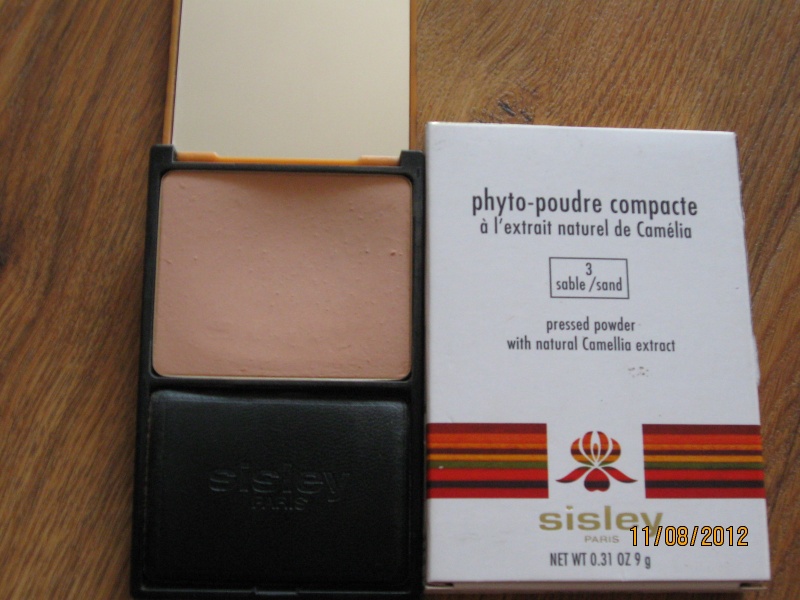 sisley
PARIS
phyto-poudre compacte
à l'extrait naturel de Camélia
3
sable/sand
pressed powder
with natural Camellia extract
sisley
PARIS
NET WT 0.31 OZ 9 g
11/08/2012